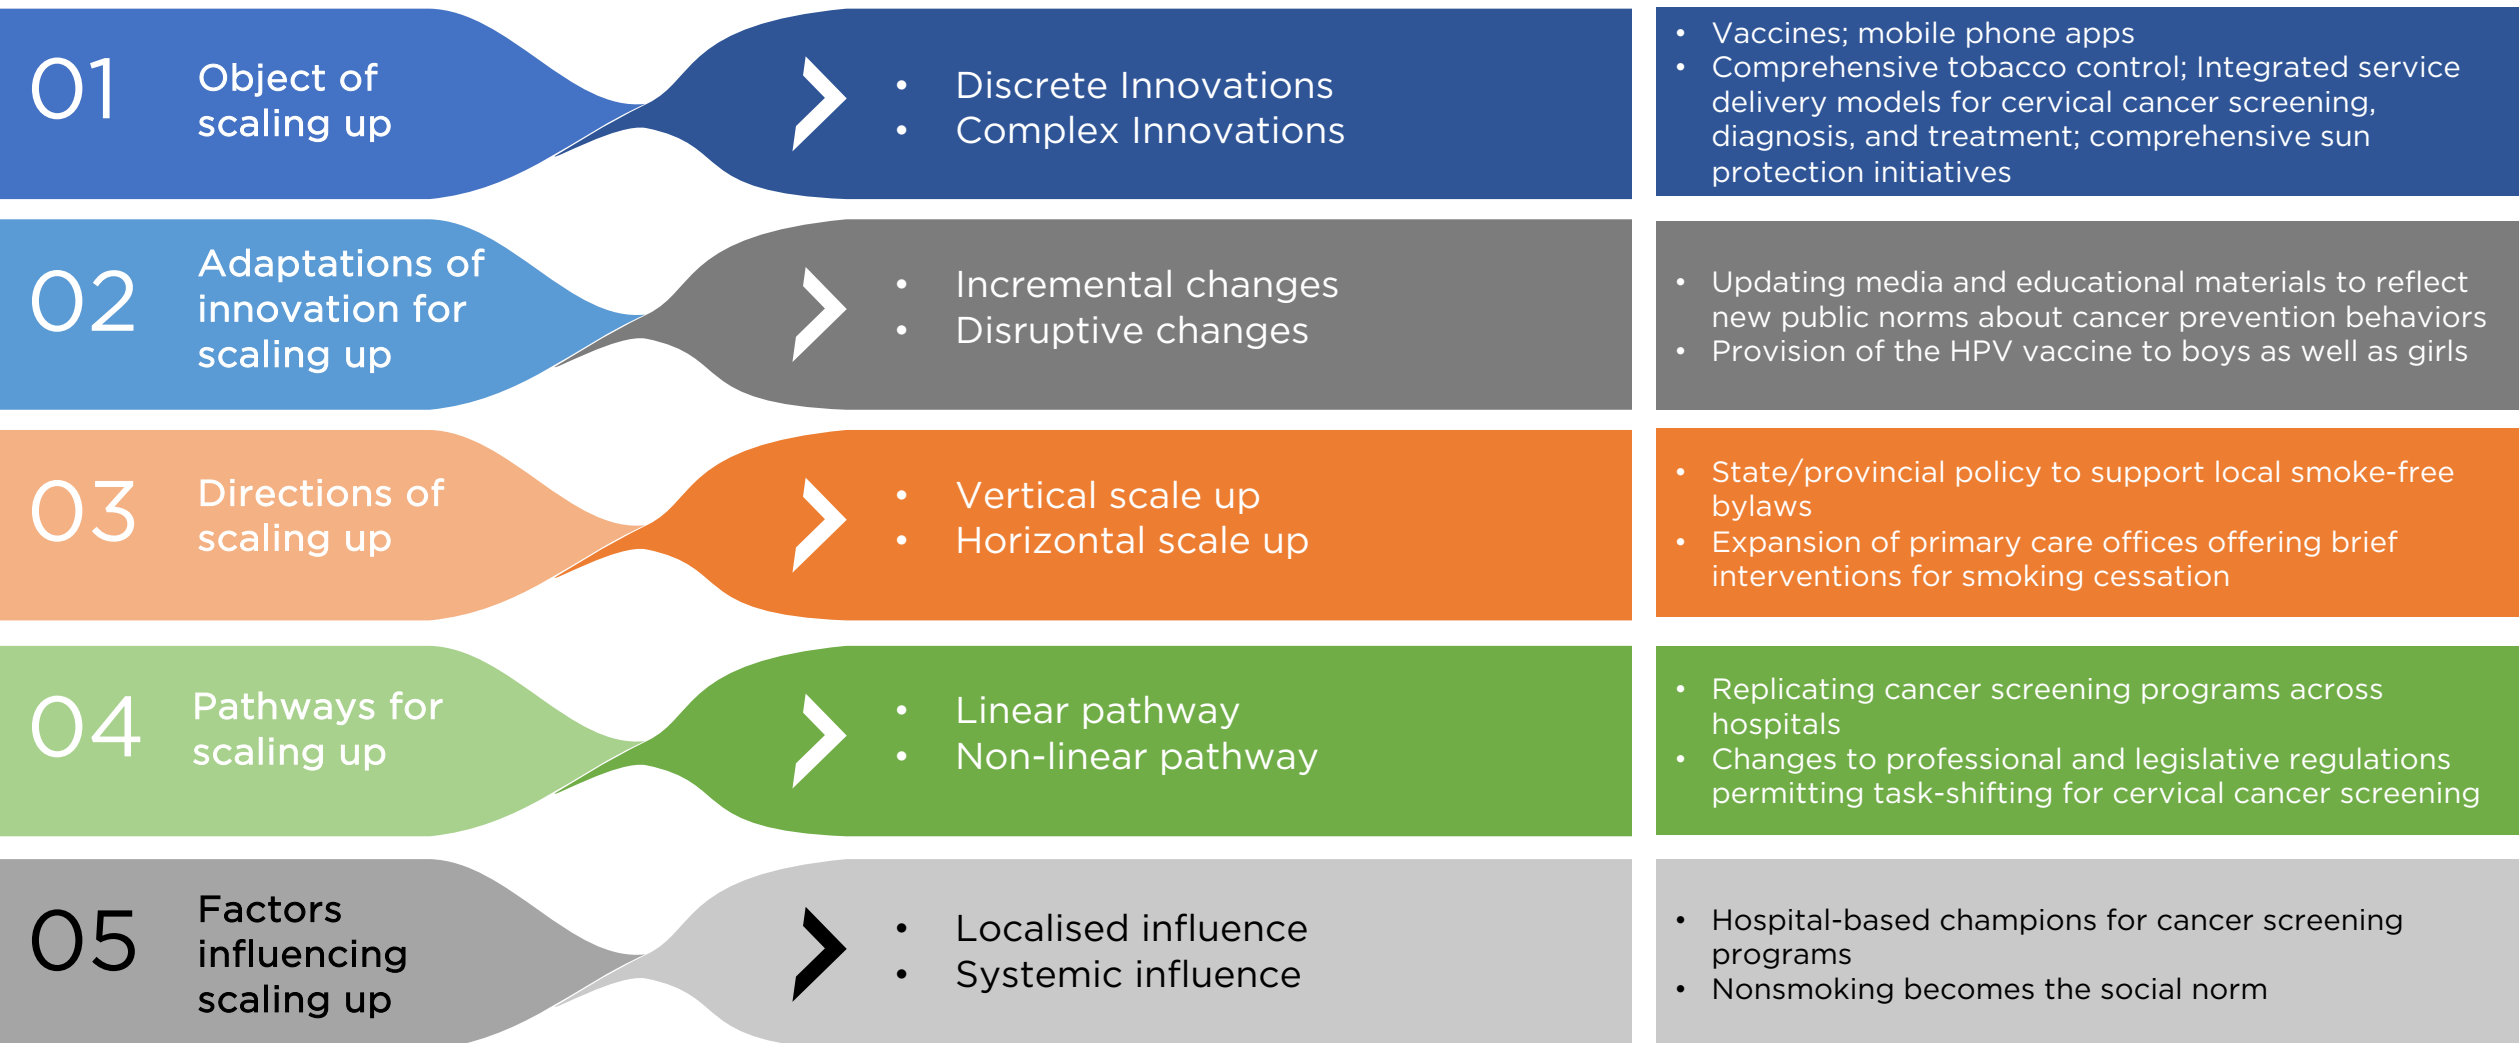 01
Object of
scaling up
• Discrete Innovations
• Complex Innovations
• Vaccines; mobile phone apps
• Comprehensive tobacco control; Integrated service
delivery models for cervical cancer screening,
diagnosis, and treatment; comprehensive sun
protection initiatives
02
Adaptations of
innovation for
scaling up
• Incremental changes
• Disruptive changes
• Updating media and educational materials to reflect
new public norms about cancer prevention behaviors
• Provision of the HPV vaccine to boys as well as girls
03
Directions of
scaling up
• Vertical scale up
• Horizontal scale up
• State/provincial policy to support local smoke-free
bylaws
• Expansion of primary care offices offering brief
interventions for smoking cessation
04
Pathways for
scaling up
• Linear pathway
• Non-linear pathway
• Replicating cancer screening programs across
hospitals
• Changes to professional and legislative regulations
permitting task-shifting for cervical cancer screening
05
Factors
influencing
scaling up
• Localised influence
• Systemic influence
• Hospital-based champions for cancer screening
programs
• Nonsmoking becomes the social norm